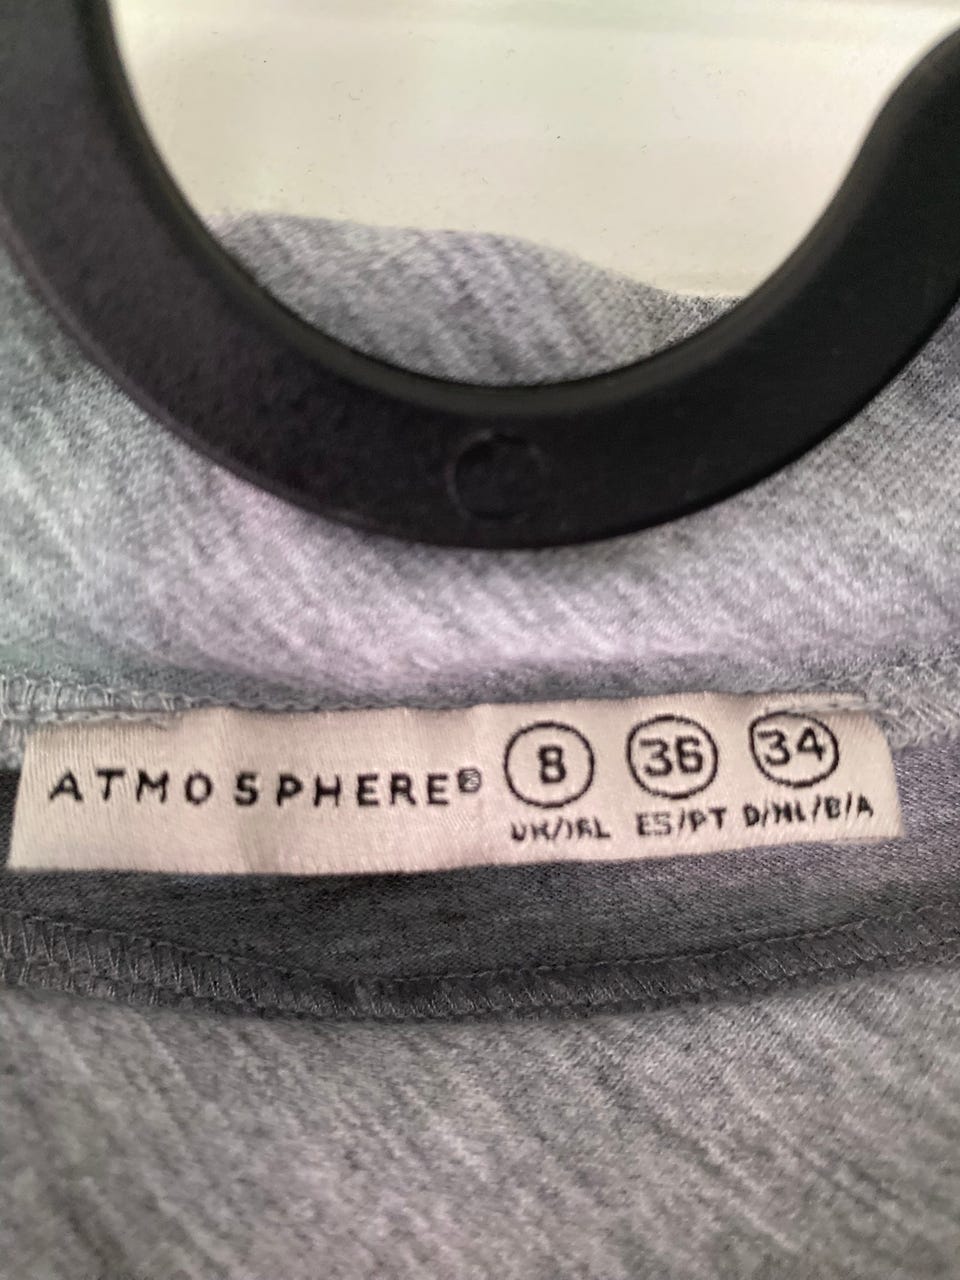 ATMOSPHERE® 8 36 34
UK/IRL ES/PT D/NL/B/A